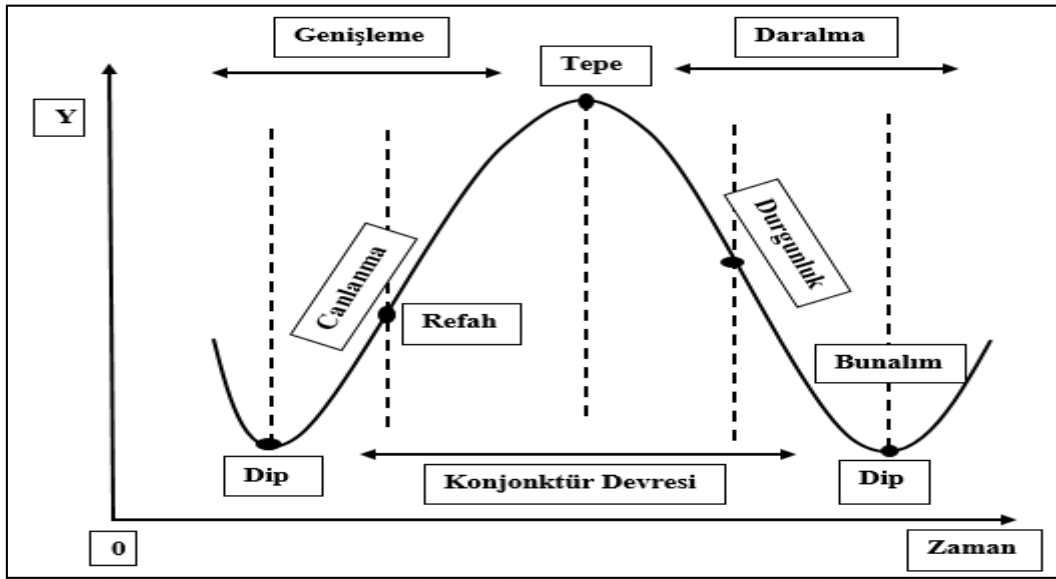 Genişleme
Daralma
Tepe
Y
Canlanma
Durgunluk
Refah
Bunalım
Dip
Konjonktür Devresi
Dip
0
Zaman